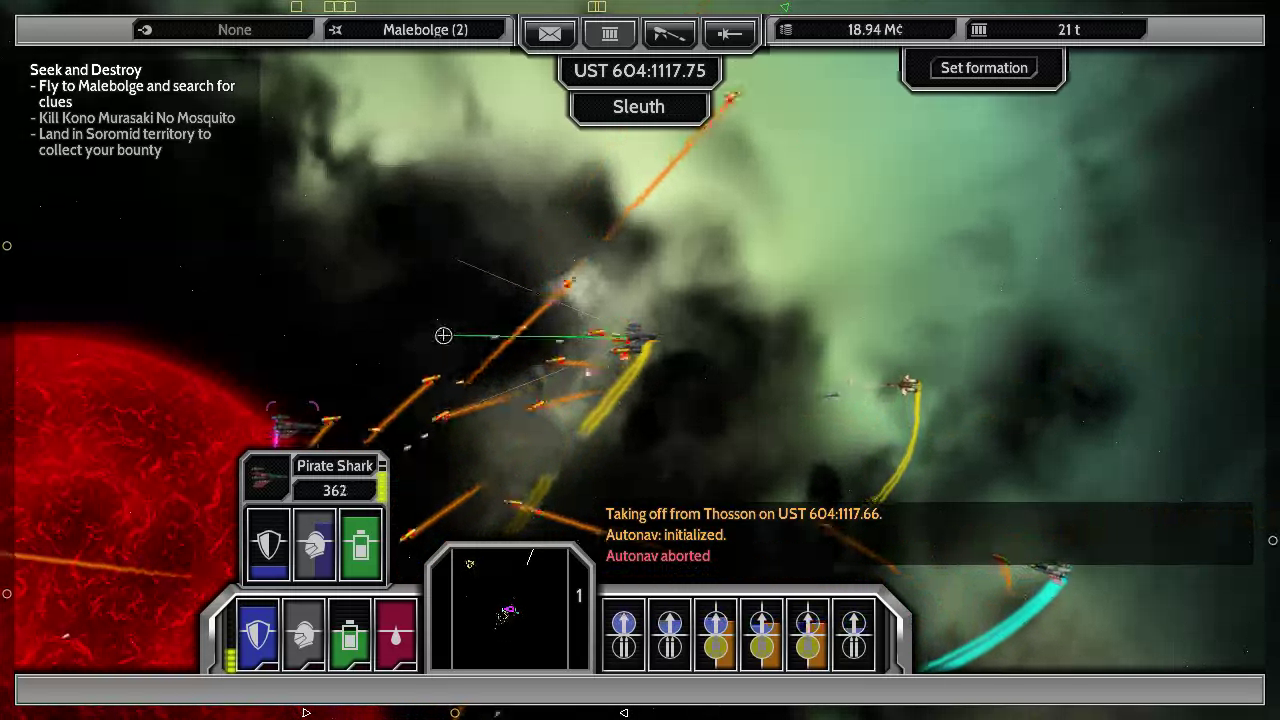 None
Malebolge (2)
18.94 M¢
21 t
UST 604:1117.75
Set formation
Sleuth
Seek and Destroy
- Fly to Malebolge and search for
clues
- Kill Kono Murasaki No Mosquito
- Land in Soromid territory to
collect your bounty
Pirate Shark
362
Taking off from Thosson on UST 604:1117.66.
Autonav: initialized.
Autonav aborted
1